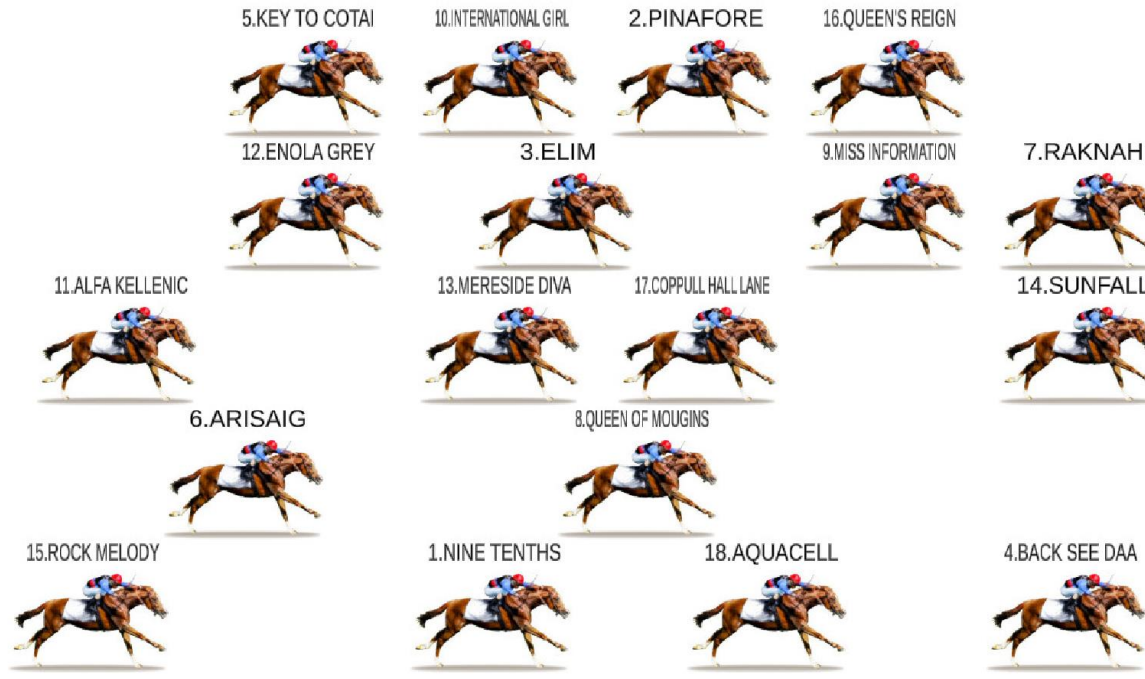 5.KEY TO COTAI
10.INTERNATIONAL GIRL
2.PINAFORE
16.QUEEN'S REIGN
12.ENOLA GREY
3.ELIM
9.MISS INFORMATION
7.RAKNAH
11.ALFA KELLENIC
13.MERESIDE DIVA
17.COPPULL HALL LANE
14.SUNFALL
6.ARISAIG
8.QUEEN OF MOUGINS
15.ROCK MELODY
1.NINE TENTHS
18.AQUACELL
4.BACK SEE DAA